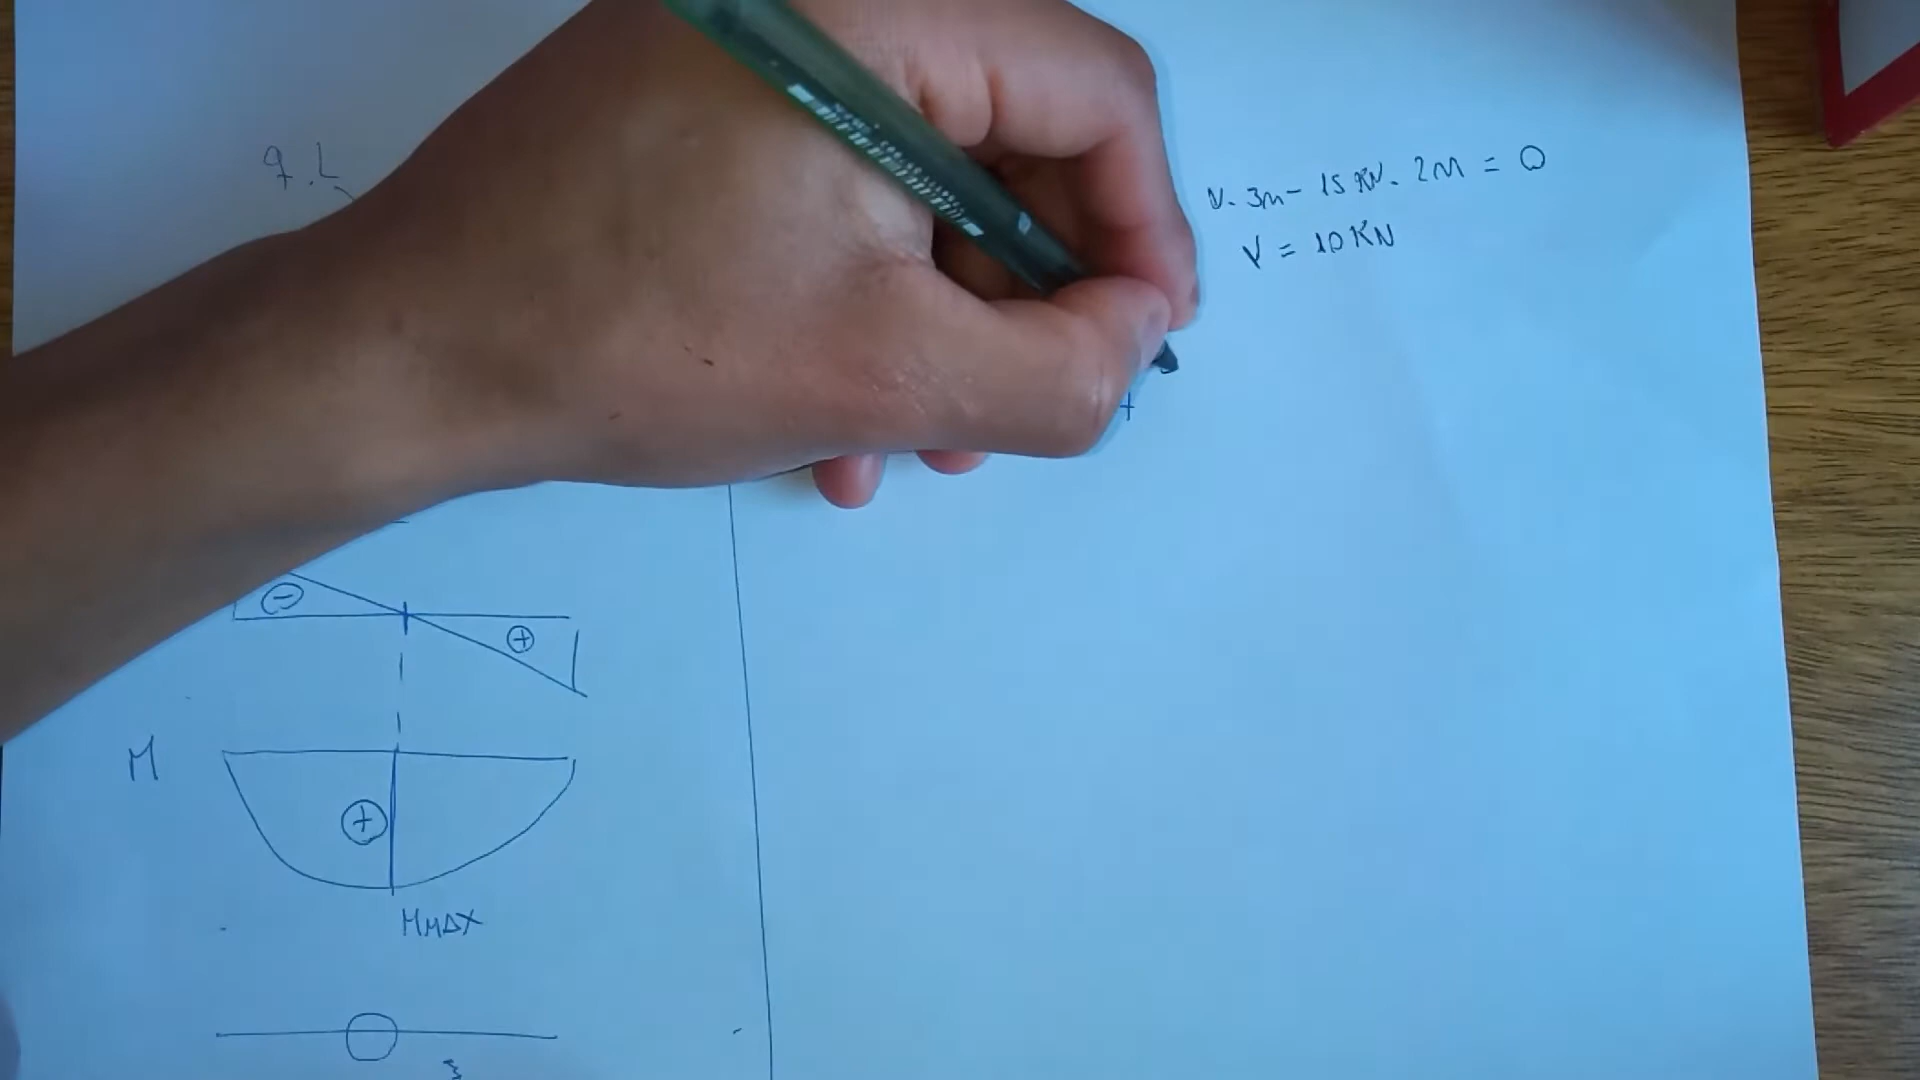 q.L
V. 3m - 15 KN. 2m = 0
V = 10 KN
+
-
+
M
+
MMAX